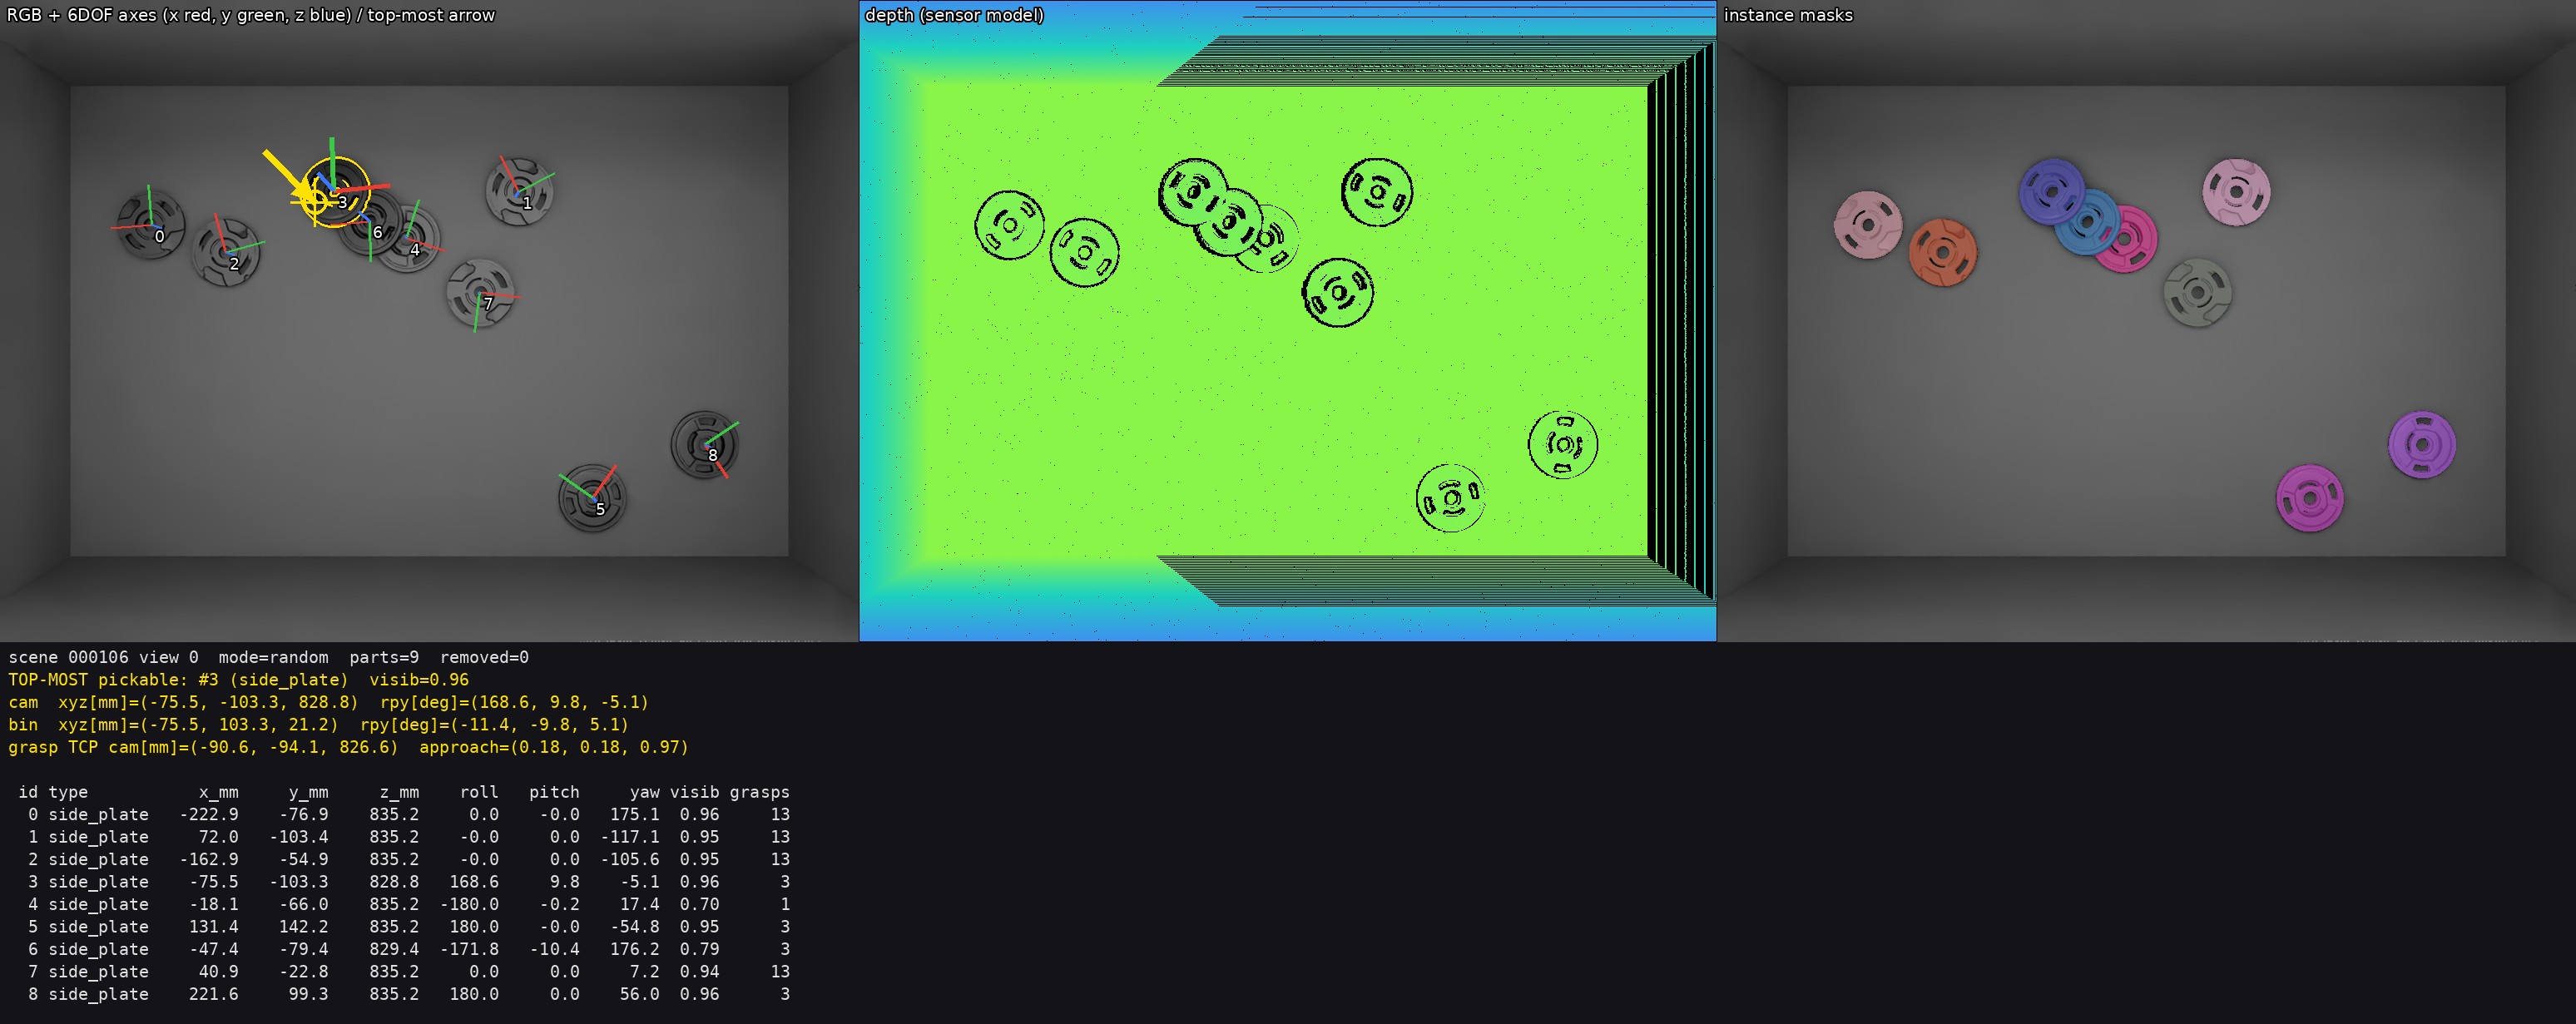 RGB + 6DOF axes (x red, y green, z blue) / top-most arrow
depth (sensor model)
instance masks
0
2
3
6
4
1
7
8
5
scene 000106 view 0  mode=random  parts=9  removed=0
TOP-MOST pickable: #3 (side_plate)  visib=0.96
cam  xyz[mm]=(-75.5, -103.3, 828.8)  rpy[deg]=(168.6, 9.8, -5.1)
bin  xyz[mm]=(-75.5, 103.3, 21.2)  rpy[deg]=(-11.4, -9.8, 5.1)
grasp TCP cam[mm]=(-90.6, -94.1, 826.6)  approach=(0.18, 0.18, 0.97)
id type x_mm y_mm z_mm roll pitch yaw visib grasps
0 side_plate -222.9 -76.9 835.2 0.0 -0.0 175.1 0.96 13
1 side_plate 72.0 -103.4 835.2 -0.0 0.0 -117.1 0.95 13
2 side_plate -162.9 -54.9 835.2 -0.0 0.0 -105.6 0.95 13
3 side_plate -75.5 -103.3 828.8 168.6 9.8 -5.1 0.96 3
4 side_plate -18.1 -66.0 835.2 -180.0 -0.2 17.4 0.70 1
5 side_plate 131.4 142.2 835.2 180.0 -0.0 -54.8 0.95 3
6 side_plate -47.4 -79.4 829.4 -171.8 -10.4 176.2 0.79 3
7 side_plate 40.9 -22.8 835.2 0.0 0.0 7.2 0.94 13
8 side_plate 221.6 99.3 835.2 180.0 0.0 56.0 0.96 3